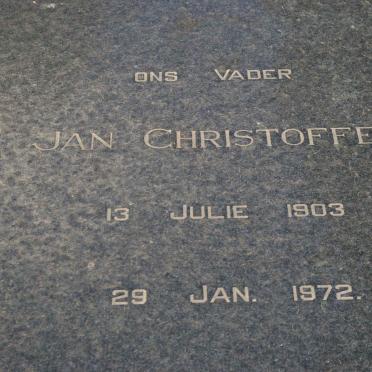 ONS VADER
JAN CHRISTOFFE
13 JULIE 1903
29 JAN. 1972.